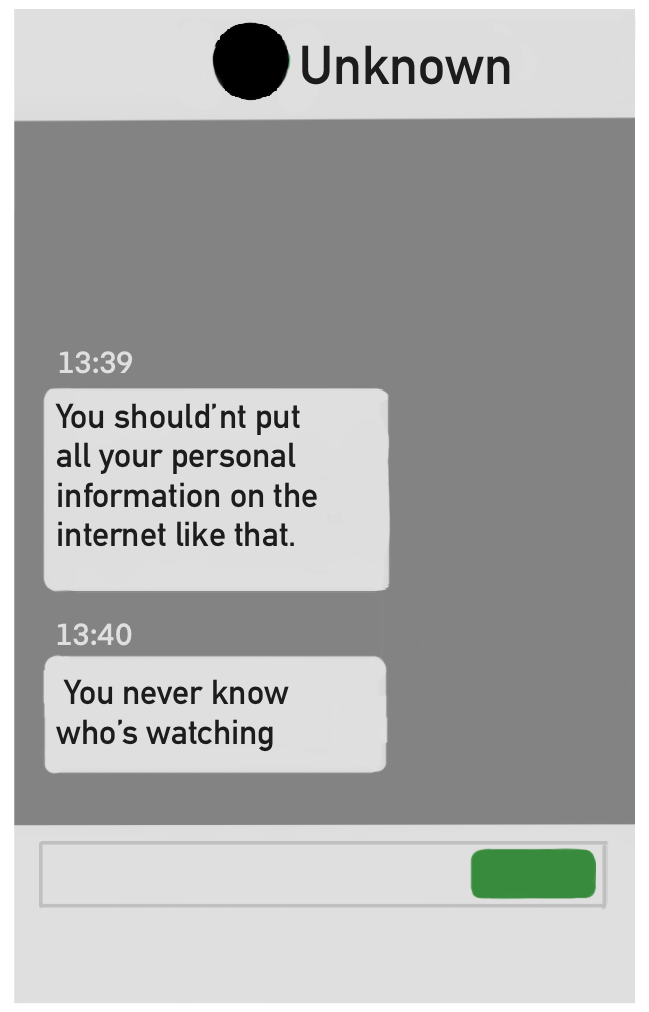 Unknown
13:39
You should’nt put
all your personal
information on the
internet like that.
13:40
You never know
who’s watching